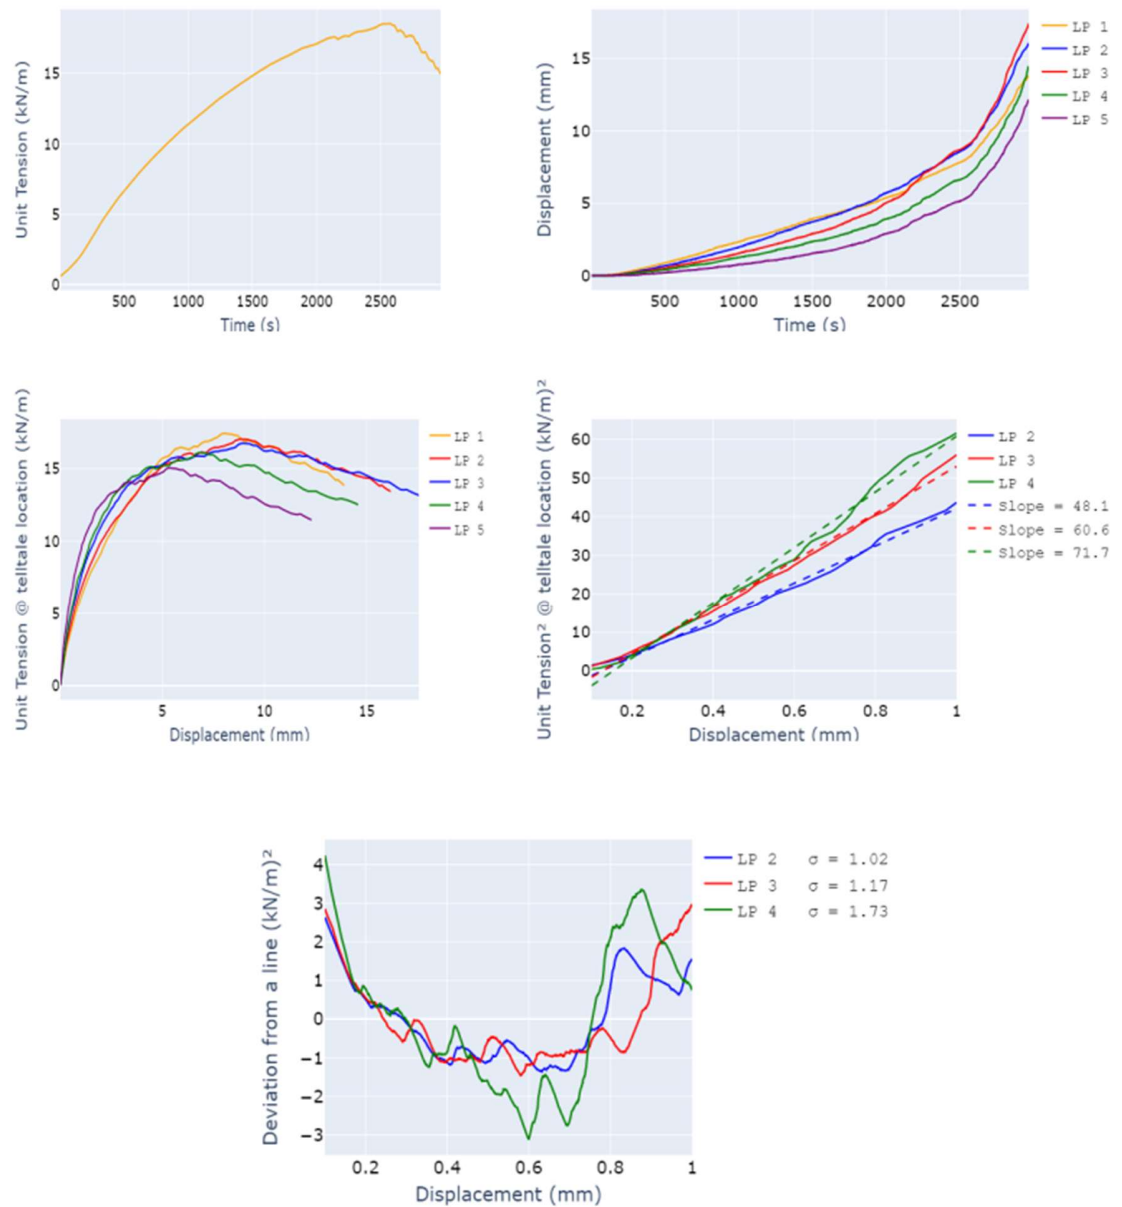 Unit Tension (kN/m)
15
10
5
0
500 1000 1500 2000 2500
Time (s)
Displacement (mm)
15
10
5
0
500 1000 1500 2000 2500
Time (s)
LP 1
LP 2
LP 3
LP 4
LP 5
Unit Tension @ telltale location (kN/m)
15
10
5
0
5 10 15
Displacement (mm)
LP 1
LP 2
LP 3
LP 4
LP 5
Unit Tension² @ telltale location (kN/m)²
60
50
40
30
20
10
0
0.2 0.4 0.6 0.8 1
Displacement (mm)
LP 2
LP 3
LP 4
Slope = 48.1
Slope = 60.6
Slope = 71.7
Deviation from a line (kN/m)²
4
3
2
1
0
−1
−2
−3
0.2 0.4 0.6 0.8 1
Displacement (mm)
LP 2 σ = 1.02
LP 3 σ = 1.17
LP 4 σ = 1.73